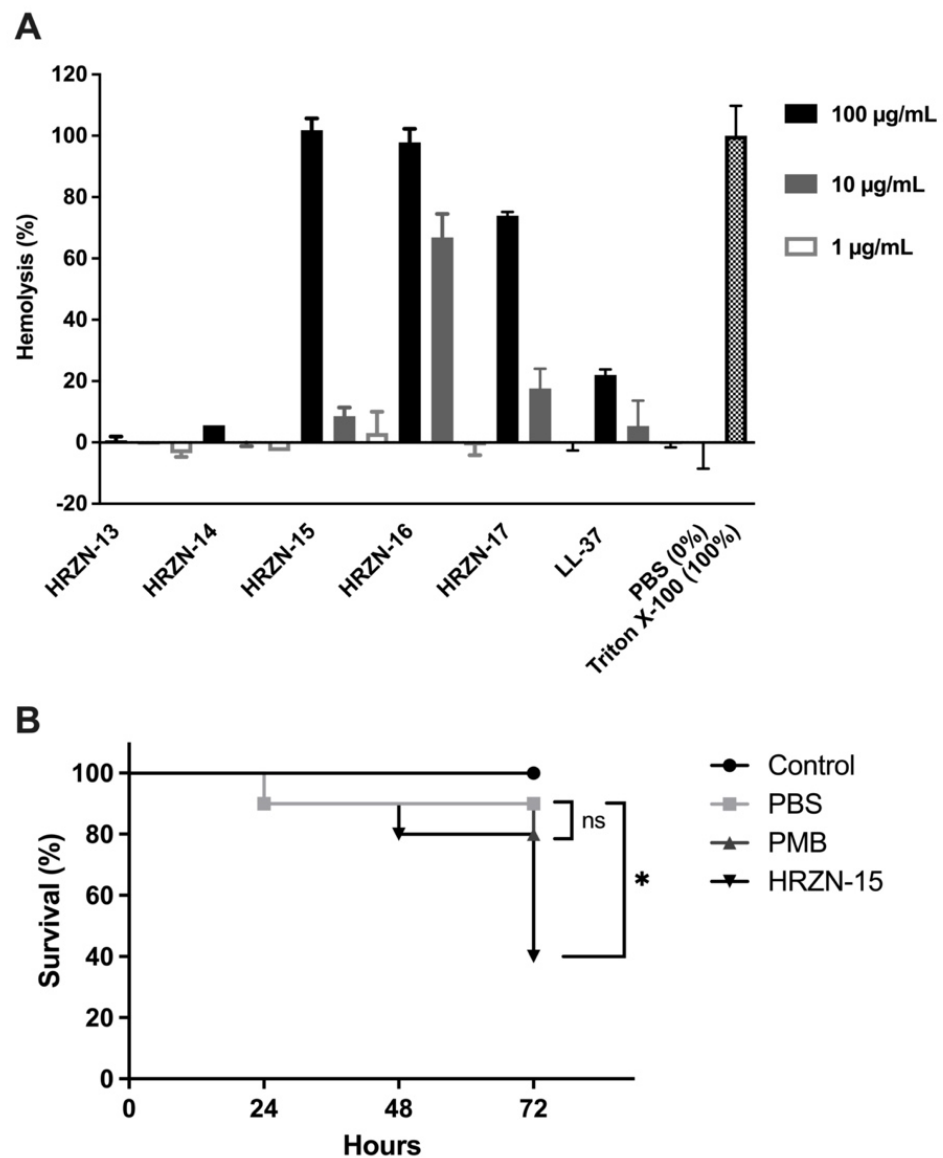 A
120
100
80
60
40
20
0
-20
Hemolysis (%)
100 µg/mL
10 µg/mL
1 µg/mL
HRZN-13
HRZN-14
HRZN-15
HRZN-16
HRZN-17
LL-37
PBS (0%)
Triton X-100 (100%)
B
100
80
60
40
20
0
Survival (%)
0
24
48
72
Hours
ns
*
Control
PBS
PMB
HRZN-15